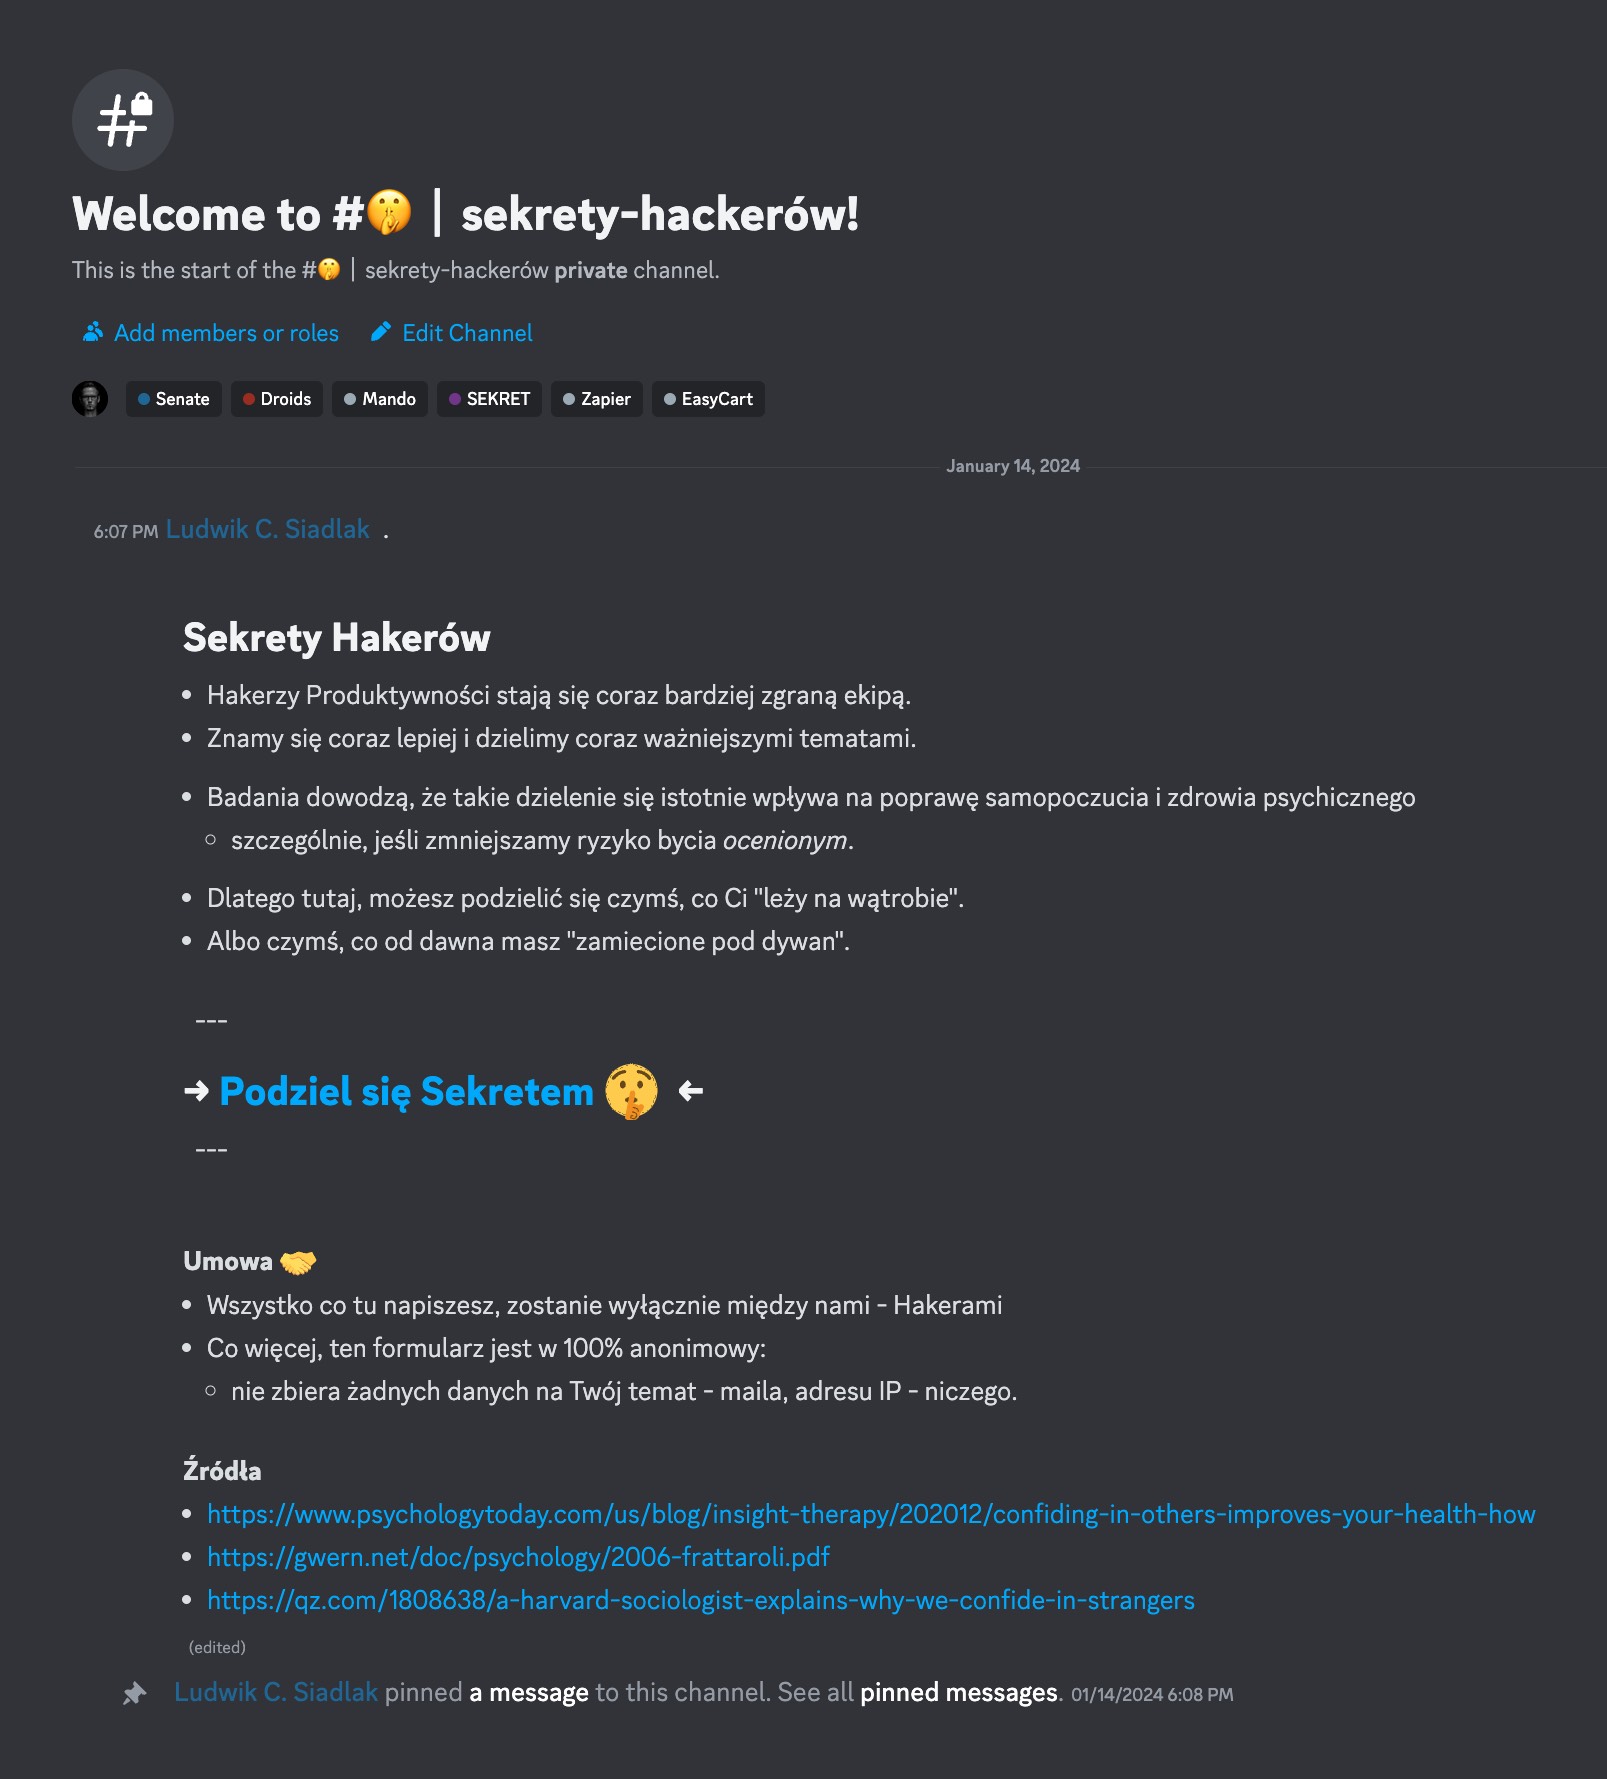 Welcome to #🤫│sekrety-hackerów!
This is the start of the #🤫│sekrety-hackerów private channel.
Add members or roles Edit Channel
Senate Droids Mando SEKRET Zapier EasyCart
January 14, 2024
6:07 PM Ludwik C. Siadlak .
Sekrety Hakerów
• Hakerzy Produktywności stają się coraz bardziej zgraną ekipą.
• Znamy się coraz lepiej i dzielimy coraz ważniejszymi tematami.
• Badania dowodzą, że takie dzielenie się istotnie wpływa na poprawę samopoczucia i zdrowia psychicznego
◦ szczególnie, jeśli zmniejszamy ryzyko bycia ocenionym.
• Dlatego tutaj, możesz podzielić się czymś, co Ci "leży na wątrobie".
• Albo czymś, co od dawna masz "zamiecione pod dywan".
---
→ Podziel się Sekretem 🤫 ←
---
Umowa 🤝
• Wszystko co tu napiszesz, zostanie wyłącznie między nami - Hakerami
• Co więcej, ten formularz jest w 100% anonimowy:
◦ nie zbiera żadnych danych na Twój temat - maila, adresu IP - niczego.
Źródła
• https://www.psychologytoday.com/us/blog/insight-therapy/202012/confiding-in-others-improves-your-health-how
• https://gwern.net/doc/psychology/2006-frattaroli.pdf
• https://qz.com/1808638/a-harvard-sociologist-explains-why-we-confide-in-strangers
(edited)
Ludwik C. Siadlak pinned a message to this channel. See all pinned messages. 01/14/2024 6:08 PM